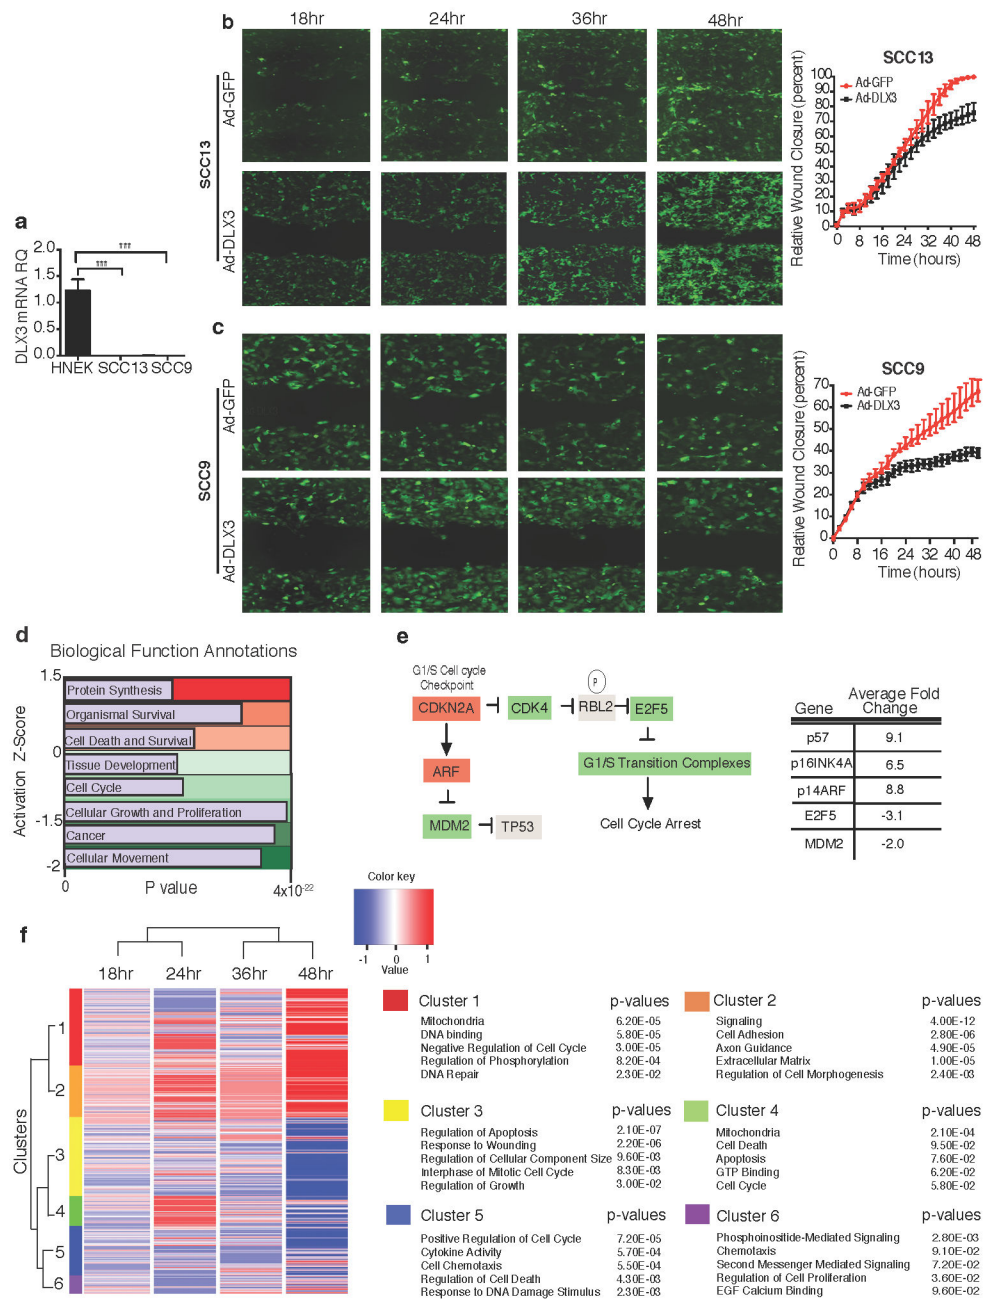 b
18hr 24hr 36hr 48hr
SCC13
Ad-GFP
Ad-DLX3
SCC13
Ad-GFP
Ad-DLX3
Relative Wound Closure (percent)
100
90
80
70
60
50
40
30
20
10
0
0 8 16 24 32 40 48
Time (hours)
a
DLX3 mRNA RQ
2.0
1.5
1.0
0.5
0.0
HNEK SCC13 SCC9
c
SCC9
Ad-GFP
Ad-DLX3
SCC9
Ad-GFP
Ad-DLX3
Relative Wound Closure (percent)
70
60
50
40
30
20
10
0
0 8 16 24 32 40 48
Time (hours)
d
Biological Function Annotations
Activation Z-Score
1.5
0
-1.5
-2
Protein Synthesis
Organismal Survival
Cell Death and Survival
Tissue Development
Cell Cycle
Cellular Growth and Proliferation
Cancer
Cellular Movement
0
P value
4x10-22
e
G1/S Cell cycle
Checkpoint
P
CDKN2A CDK4 RBL2 E2F5
ARF
G1/S Transition Complexes
MDM2 TP53
Cell Cycle Arrest
Gene Average Fold Change
p57 9.1
p16INK4A 6.5
p14ARF 8.8
E2F5 -3.1
MDM2 -2.0
Color key
-1 0 1
Value
f
18hr 24hr 36hr 48hr
Clusters
1
2
3
4
5
6
Cluster 1 p-values
Mitochondria 6.20E-05
DNA binding 5.80E-05
Negative Regulation of Cell Cycle 3.00E-05
Regulation of Phosphorylation 8.20E-04
DNA Repair 2.30E-02
Cluster 2 p-values
Signaling 4.00E-12
Cell Adhesion 2.80E-06
Axon Guidance 4.90E-05
Extracellular Matrix 1.00E-05
Regulation of Cell Morphogenesis 2.40E-03
Cluster 3 p-values
Regulation of Apoptosis 2.10E-07
Response to Wounding 2.20E-06
Regulation of Cellular Component Size 9.60E-03
Interphase of Mitotic Cell Cycle 8.30E-03
Regulation of Growth 3.00E-02
Cluster 4 p-values
Mitochondria 2.10E-04
Cell Death 9.50E-02
Apoptosis 7.60E-02
GTP Binding 6.20E-02
Cell Cycle 5.80E-02
Cluster 5 p-values
Positive Regulation of Cell Cycle 7.20E-05
Cytokine Activity 5.70E-04
Cell Chemotaxis 5.50E-04
Regulation of Cell Death 4.30E-03
Response to DNA Damage Stimulus 2.30E-03
Cluster 6 p-values
Phosphoinositide-Mediated Signaling 2.80E-03
Chemotaxis 9.10E-02
Second Messenger Mediated Signaling 7.20E-02
Regulation of Cell Proliferation 3.60E-02
EGF Calcium Binding 9.60E-02